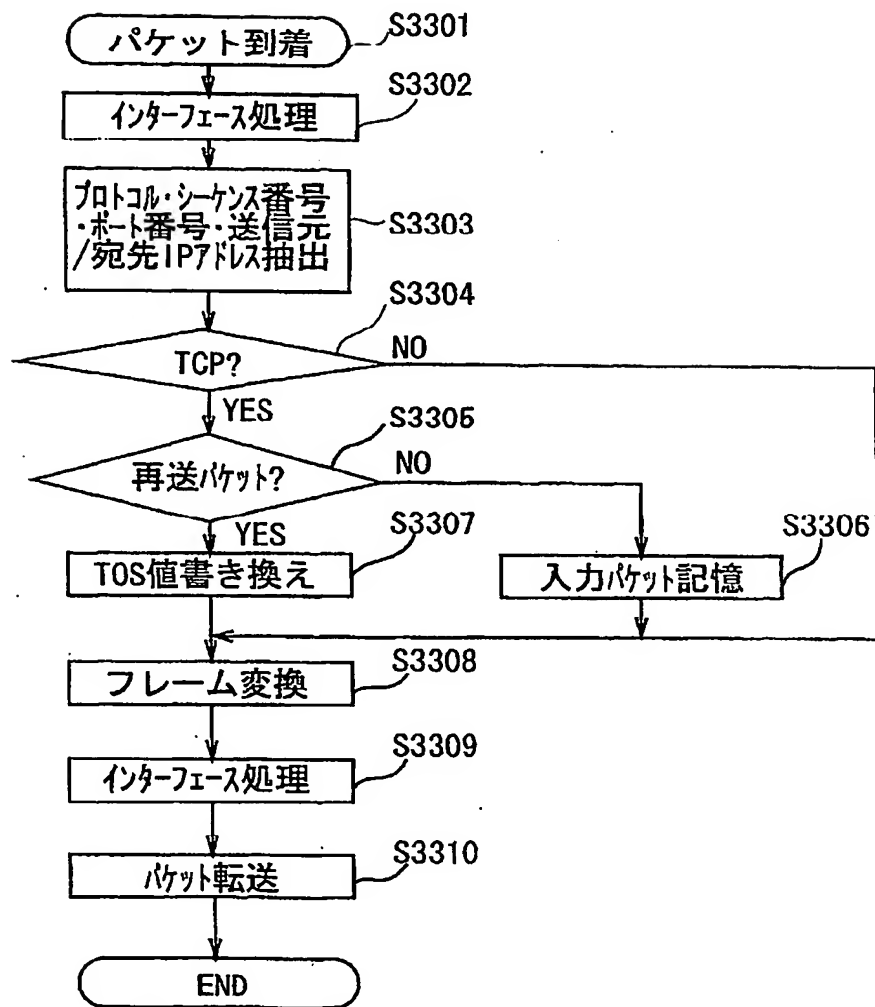 パケット到着
S3301
S3302
インターフェース処理
プロトコル・シーケンス番号
・ポート番号・送信元
/宛先IPアドレス抽出
S3303
S3304
TCP?
NO
YES
S3305
再送パケット?
NO
YES
S3307
S3306
TOS値書き換え
入力パケット記憶
フレーム変換
S3308
S3309
インターフェース処理
S3310
パケット転送
END